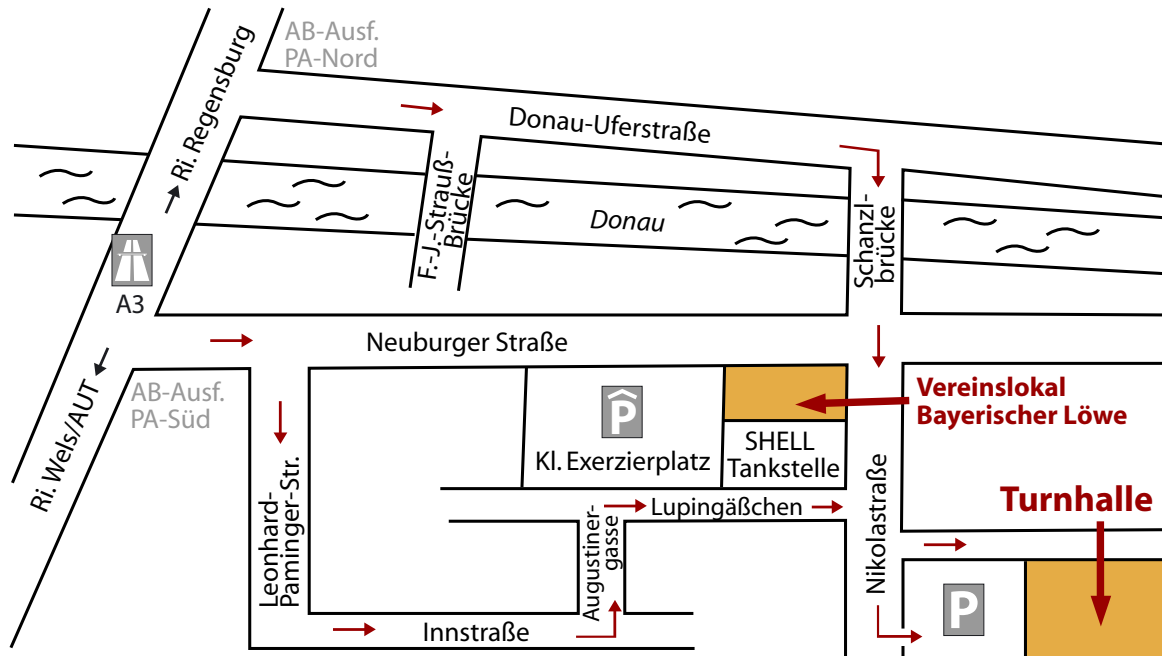 AB-Ausf.
PA-Nord
Ri. Regensburg
Donau-Uferstraße
F.-J.-Strauß-
Brücke
Donau
Schanzl-
brücke
A3
Neuburger Straße
Ri. Wels/AUT
AB-Ausf.
PA-Süd
P
Kl. Exerzierplatz
Vereinslokal
Bayerischer Löwe
SHELL
Tankstelle
Leonhard-
Paminger-Str.
Lupingäßchen
Augustiner-
gasse
Nikolastraße
Turnhalle
P
Innstraße